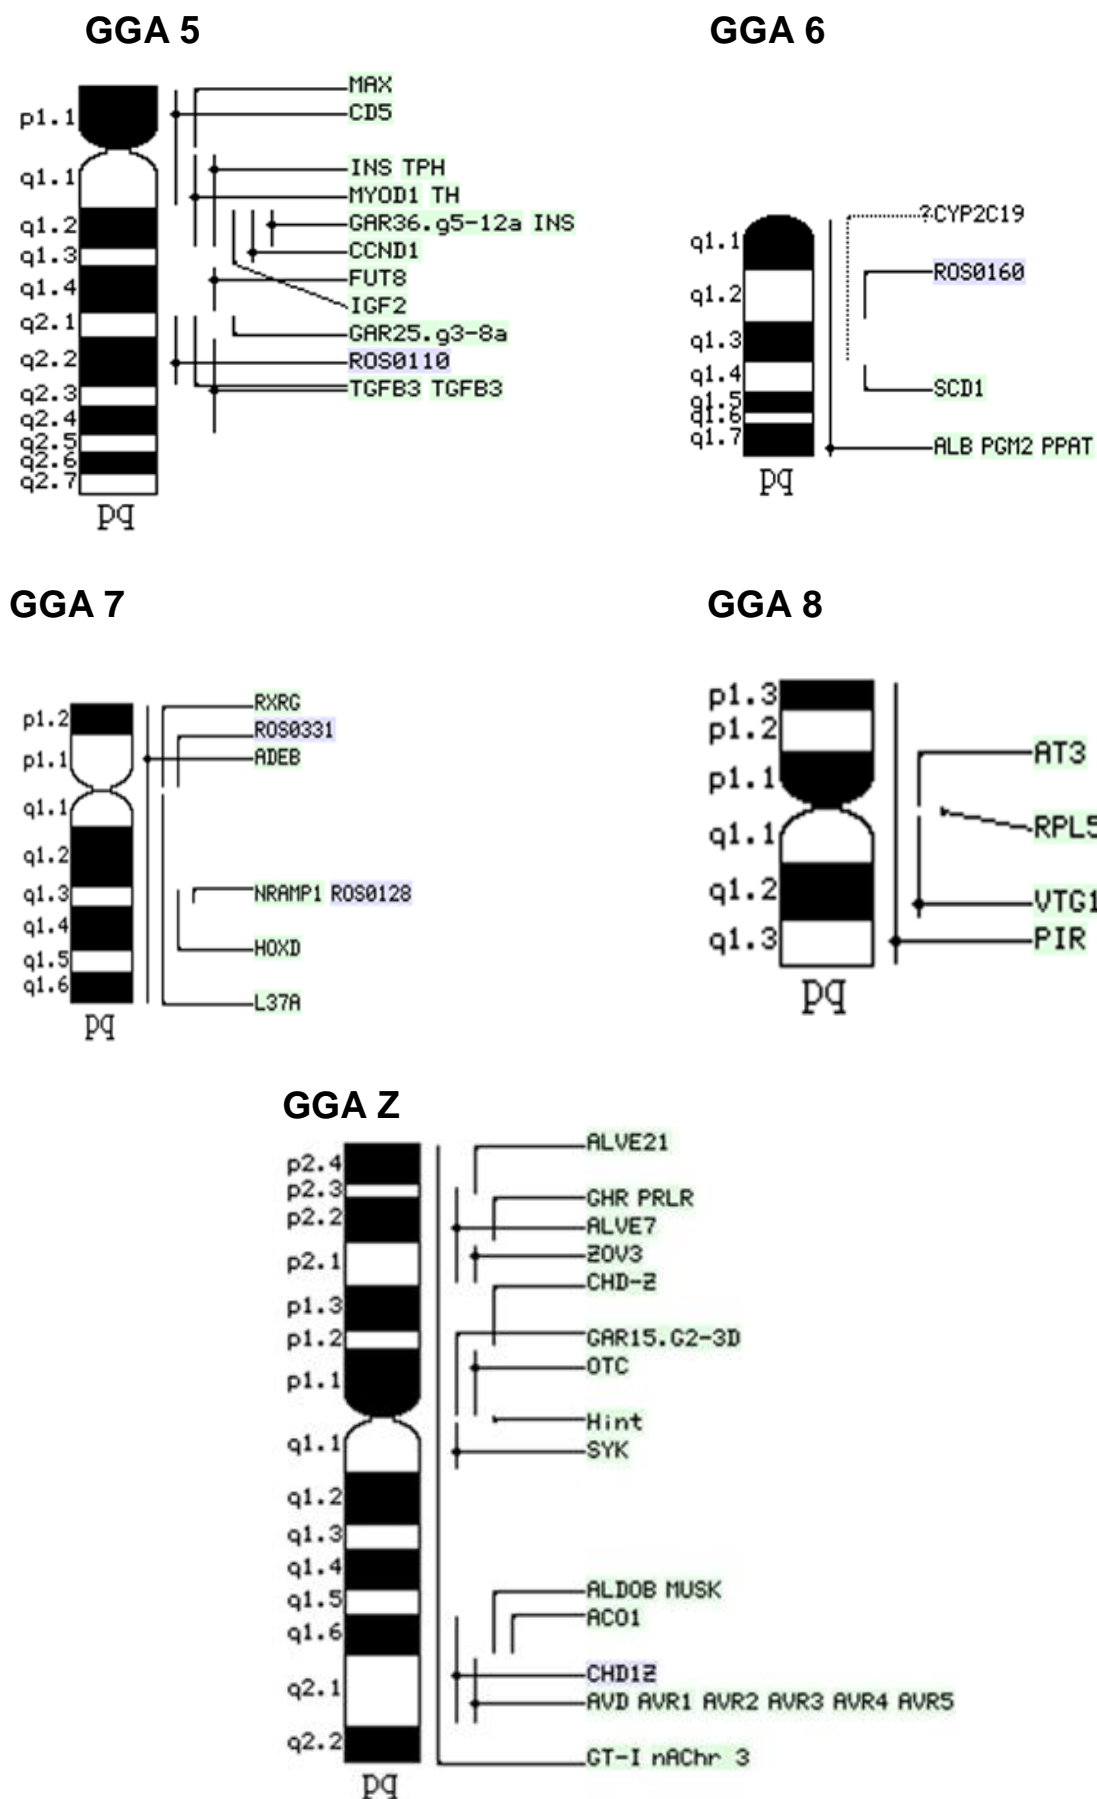 GGA 5
p1.1
q1.1
q1.2
q1.3
q1.4
q2.1
q2.2
q2.3
q2.4
q2.5
q2.6
q2.7
pq
MAX
CD5
INS TPH
MYOD1 TH
GAR36.g5-12a INS
CCND1
FUT8
IGF2
GAR25.g3-8a
ROS0110
TGFB3 TGFB3
GGA 6
q1.1
q1.2
q1.3
q1.4
q1.5
q1.6
q1.7
pq
?CYP2C19
ROS0160
SCD1
ALB PGM2 PPAT
GGA 7
p1.2
p1.1
q1.1
q1.2
q1.3
q1.4
q1.5
q1.6
pq
RXRG
ROS0331
ADEB
NRAMP1 ROS0128
HOXD
L37A
GGA 8
p1.3
p1.2
p1.1
q1.1
q1.2
q1.3
pq
AT3
RPL5
VTG1
PIR
GGA Z
p2.4
p2.3
p2.2
p2.1
p1.3
p1.2
p1.1
q1.1
q1.2
q1.3
q1.4
q1.5
q1.6
q2.1
q2.2
pq
ALVE21
GHR PRLR
ALVE7
ZOV3
CHD-Z
GAR15.G2-3D
OTC
Hint
SYK
ALDOB MUSK
ACO1
CHD1Z
AVD AVR1 AVR2 AVR3 AVR4 AVR5
GT-I nAChr 3